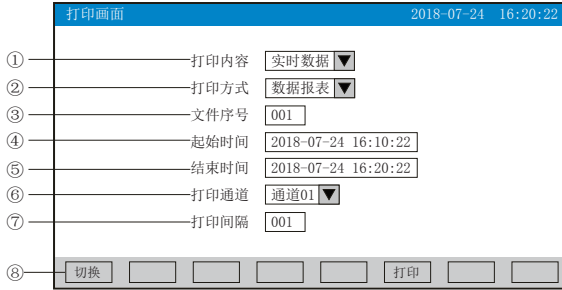 打印画面 2018-07-24 16:20:22
① 打印内容 实时数据
② 打印方式 数据报表
③ 文件序号 001
④ 起始时间 2018-07-24 16:10:22
⑤ 结束时间 2018-07-24 16:20:22
⑥ 打印通道 通道01
⑦ 打印间隔 001
⑧ 切换 打印